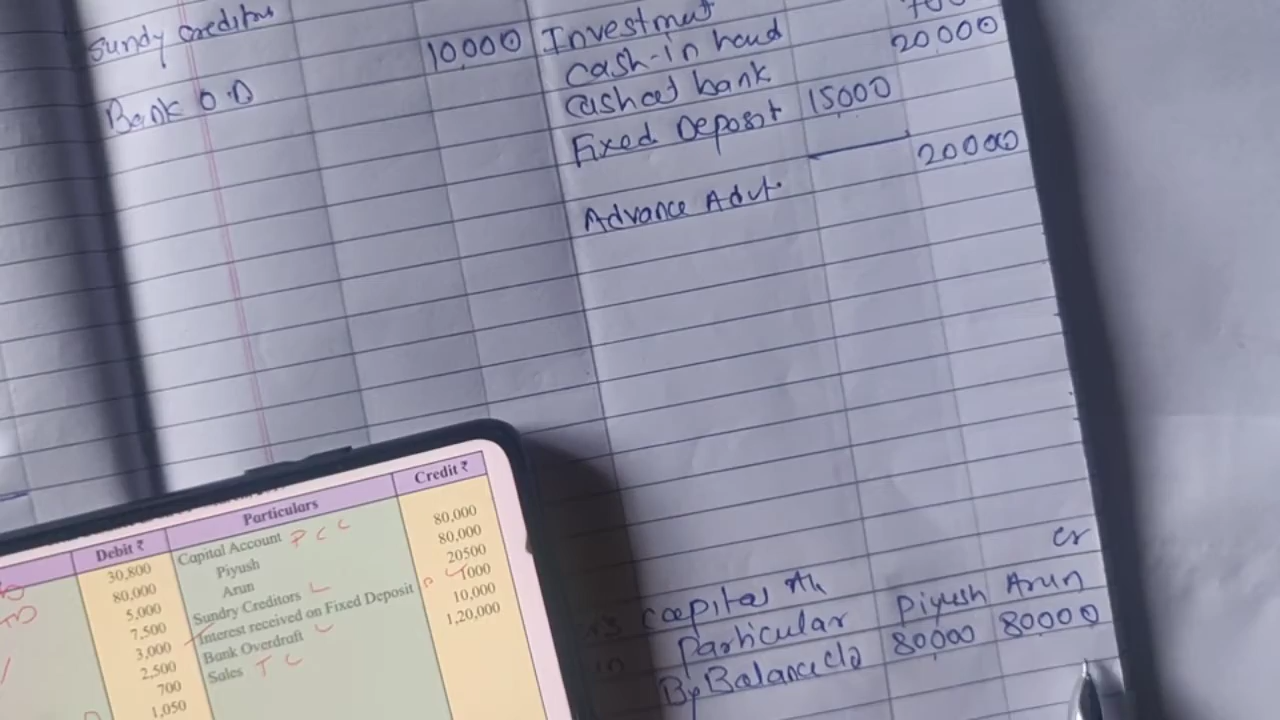 Sundy creditors
10,000
Bank O.D
Investment
Cash-in hand
20000
Cash at bank
Fixed Deposit 15000
20000
Advance Advt.
cr
Capital A/c
Particular Piyush Arun
By Balance c/d 80000 80000
Debit ₹ Particulars Credit ₹
30,800 Capital Account P C C
80,000 Piyush 80,000
5,000 Arun 80,000
7,500 Sundry Creditors L 20500
3,000 Interest received on Fixed Deposit
2,500 Bank Overdraft 10,000
700 Sales T C 1,20,000
1,050